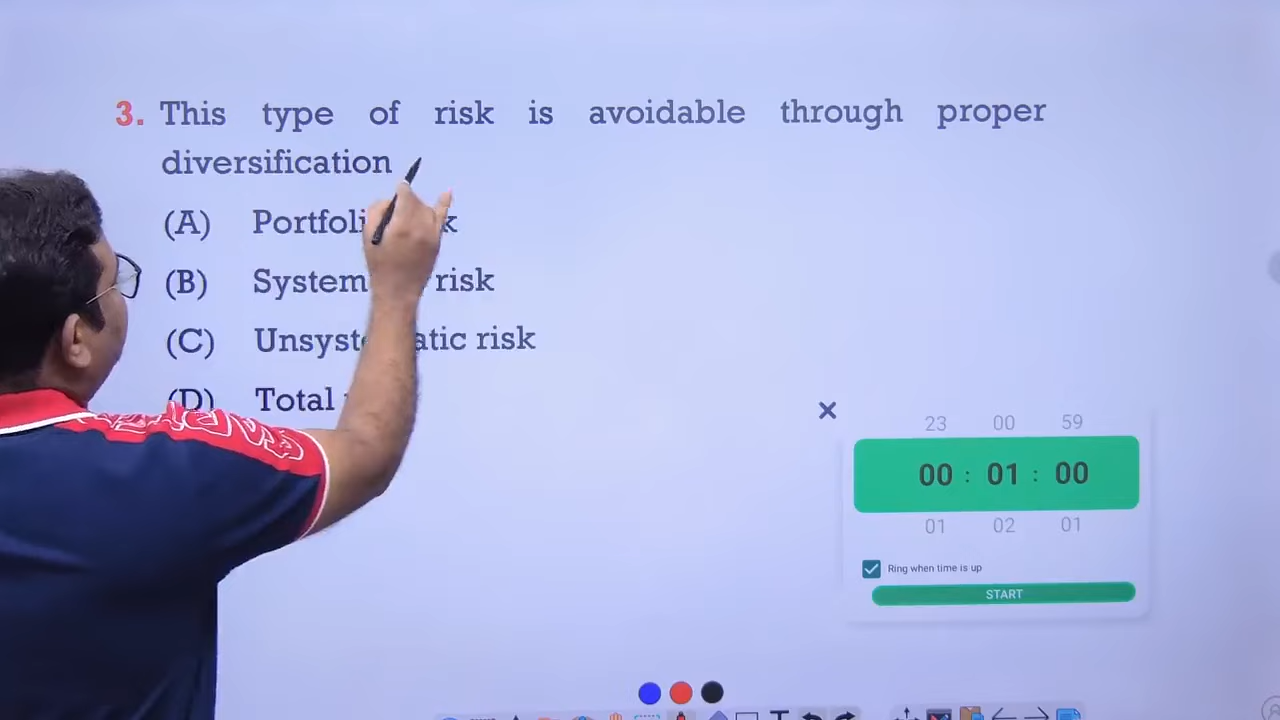 3. This type of risk is avoidable through proper
diversification
(A) Portfoli k
(B) System risk
(C) Unsyst atic risk
(D) Total
23 00 59
00 : 01 : 00
01 02 01
Ring when time is up
START